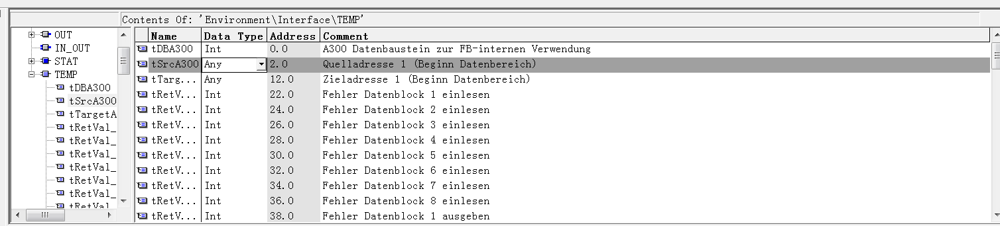 Contents Of: 'Environment\Interface\TEMP'
OUT
IN_OUT
STAT
TEMP
tDBA300
tSrcA300
tTargetA
tRetVal_
tRetVal_
tRetVal_
tRetVal_
tRetVal_
tRetVal_
tRetVal_
Name Data Type Address Comment
tDBA300 Int 0.0 A300 Datenbaustein zur FB-internen Verwendung
tSrcA300 Any 2.0 Quelladresse 1 (Beginn Datenbereich)
tTarg... Any 12.0 Zieladresse 1 (Beginn Datenbereich)
tRetV... Int 22.0 Fehler Datenblock 1 einlesen
tRetV... Int 24.0 Fehler Datenblock 2 einlesen
tRetV... Int 26.0 Fehler Datenblock 3 einlesen
tRetV... Int 28.0 Fehler Datenblock 4 einlesen
tRetV... Int 30.0 Fehler Datenblock 5 einlesen
tRetV... Int 32.0 Fehler Datenblock 6 einlesen
tRetV... Int 34.0 Fehler Datenblock 7 einlesen
tRetV... Int 36.0 Fehler Datenblock 8 einlesen
tRetV... Int 38.0 Fehler Datenblock 1 ausgeben